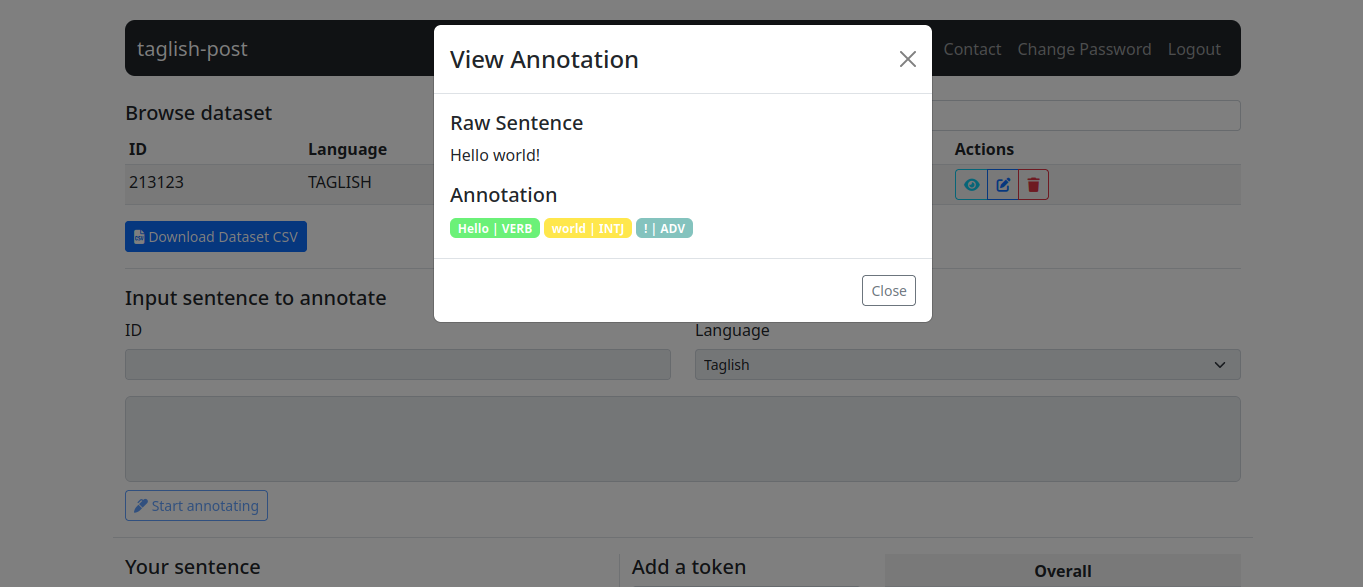 taglish-post
Contact Change Password Logout
View Annotation
Raw Sentence
Hello world!
Annotation
Hello | VERB world | INTJ ! | ADV
Close
Browse dataset
ID Language Actions
213123 TAGLISH
Download Dataset CSV
Input sentence to annotate
ID Language
Taglish
Start annotating
Your sentence Add a token Overall